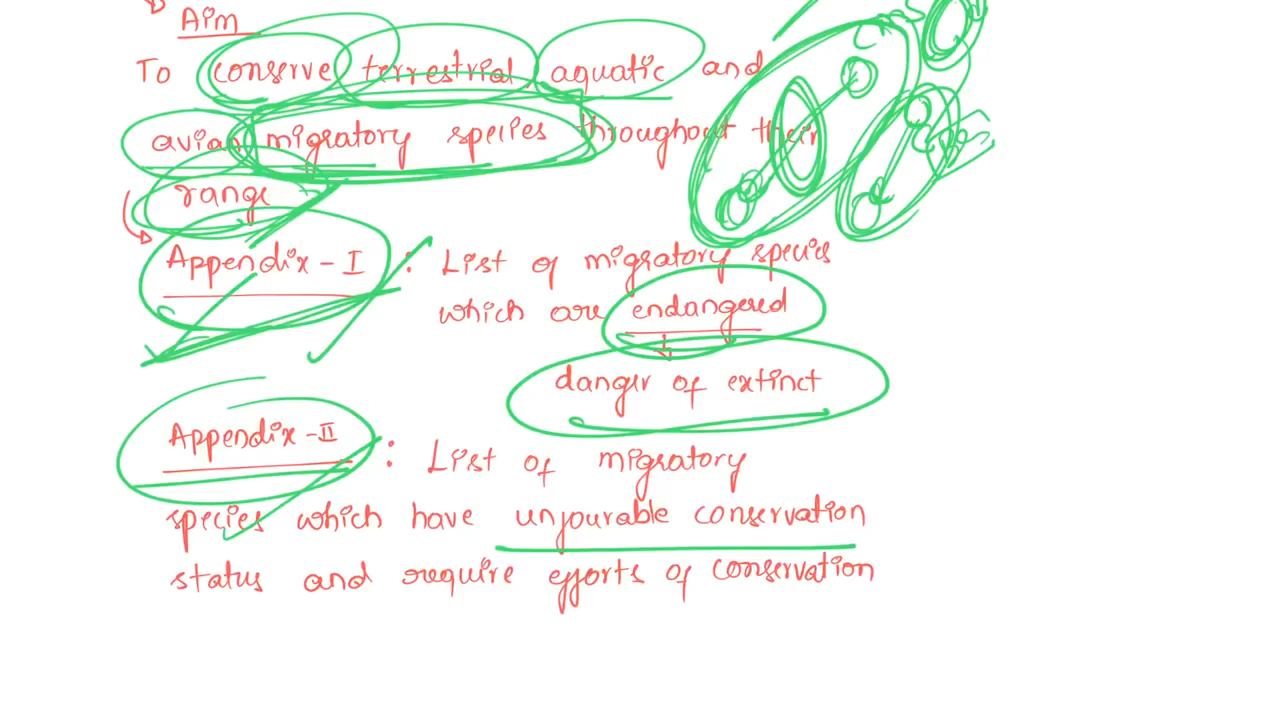 Aim
To conserve terrestrial, aquatic and
avian migratory species throughout their
range
Appendix - I : List of migratory species
which are endangered
danger of extinct
Appendix - II : List of migratory
species which have unfourable conservation
status and require efforts of conservation